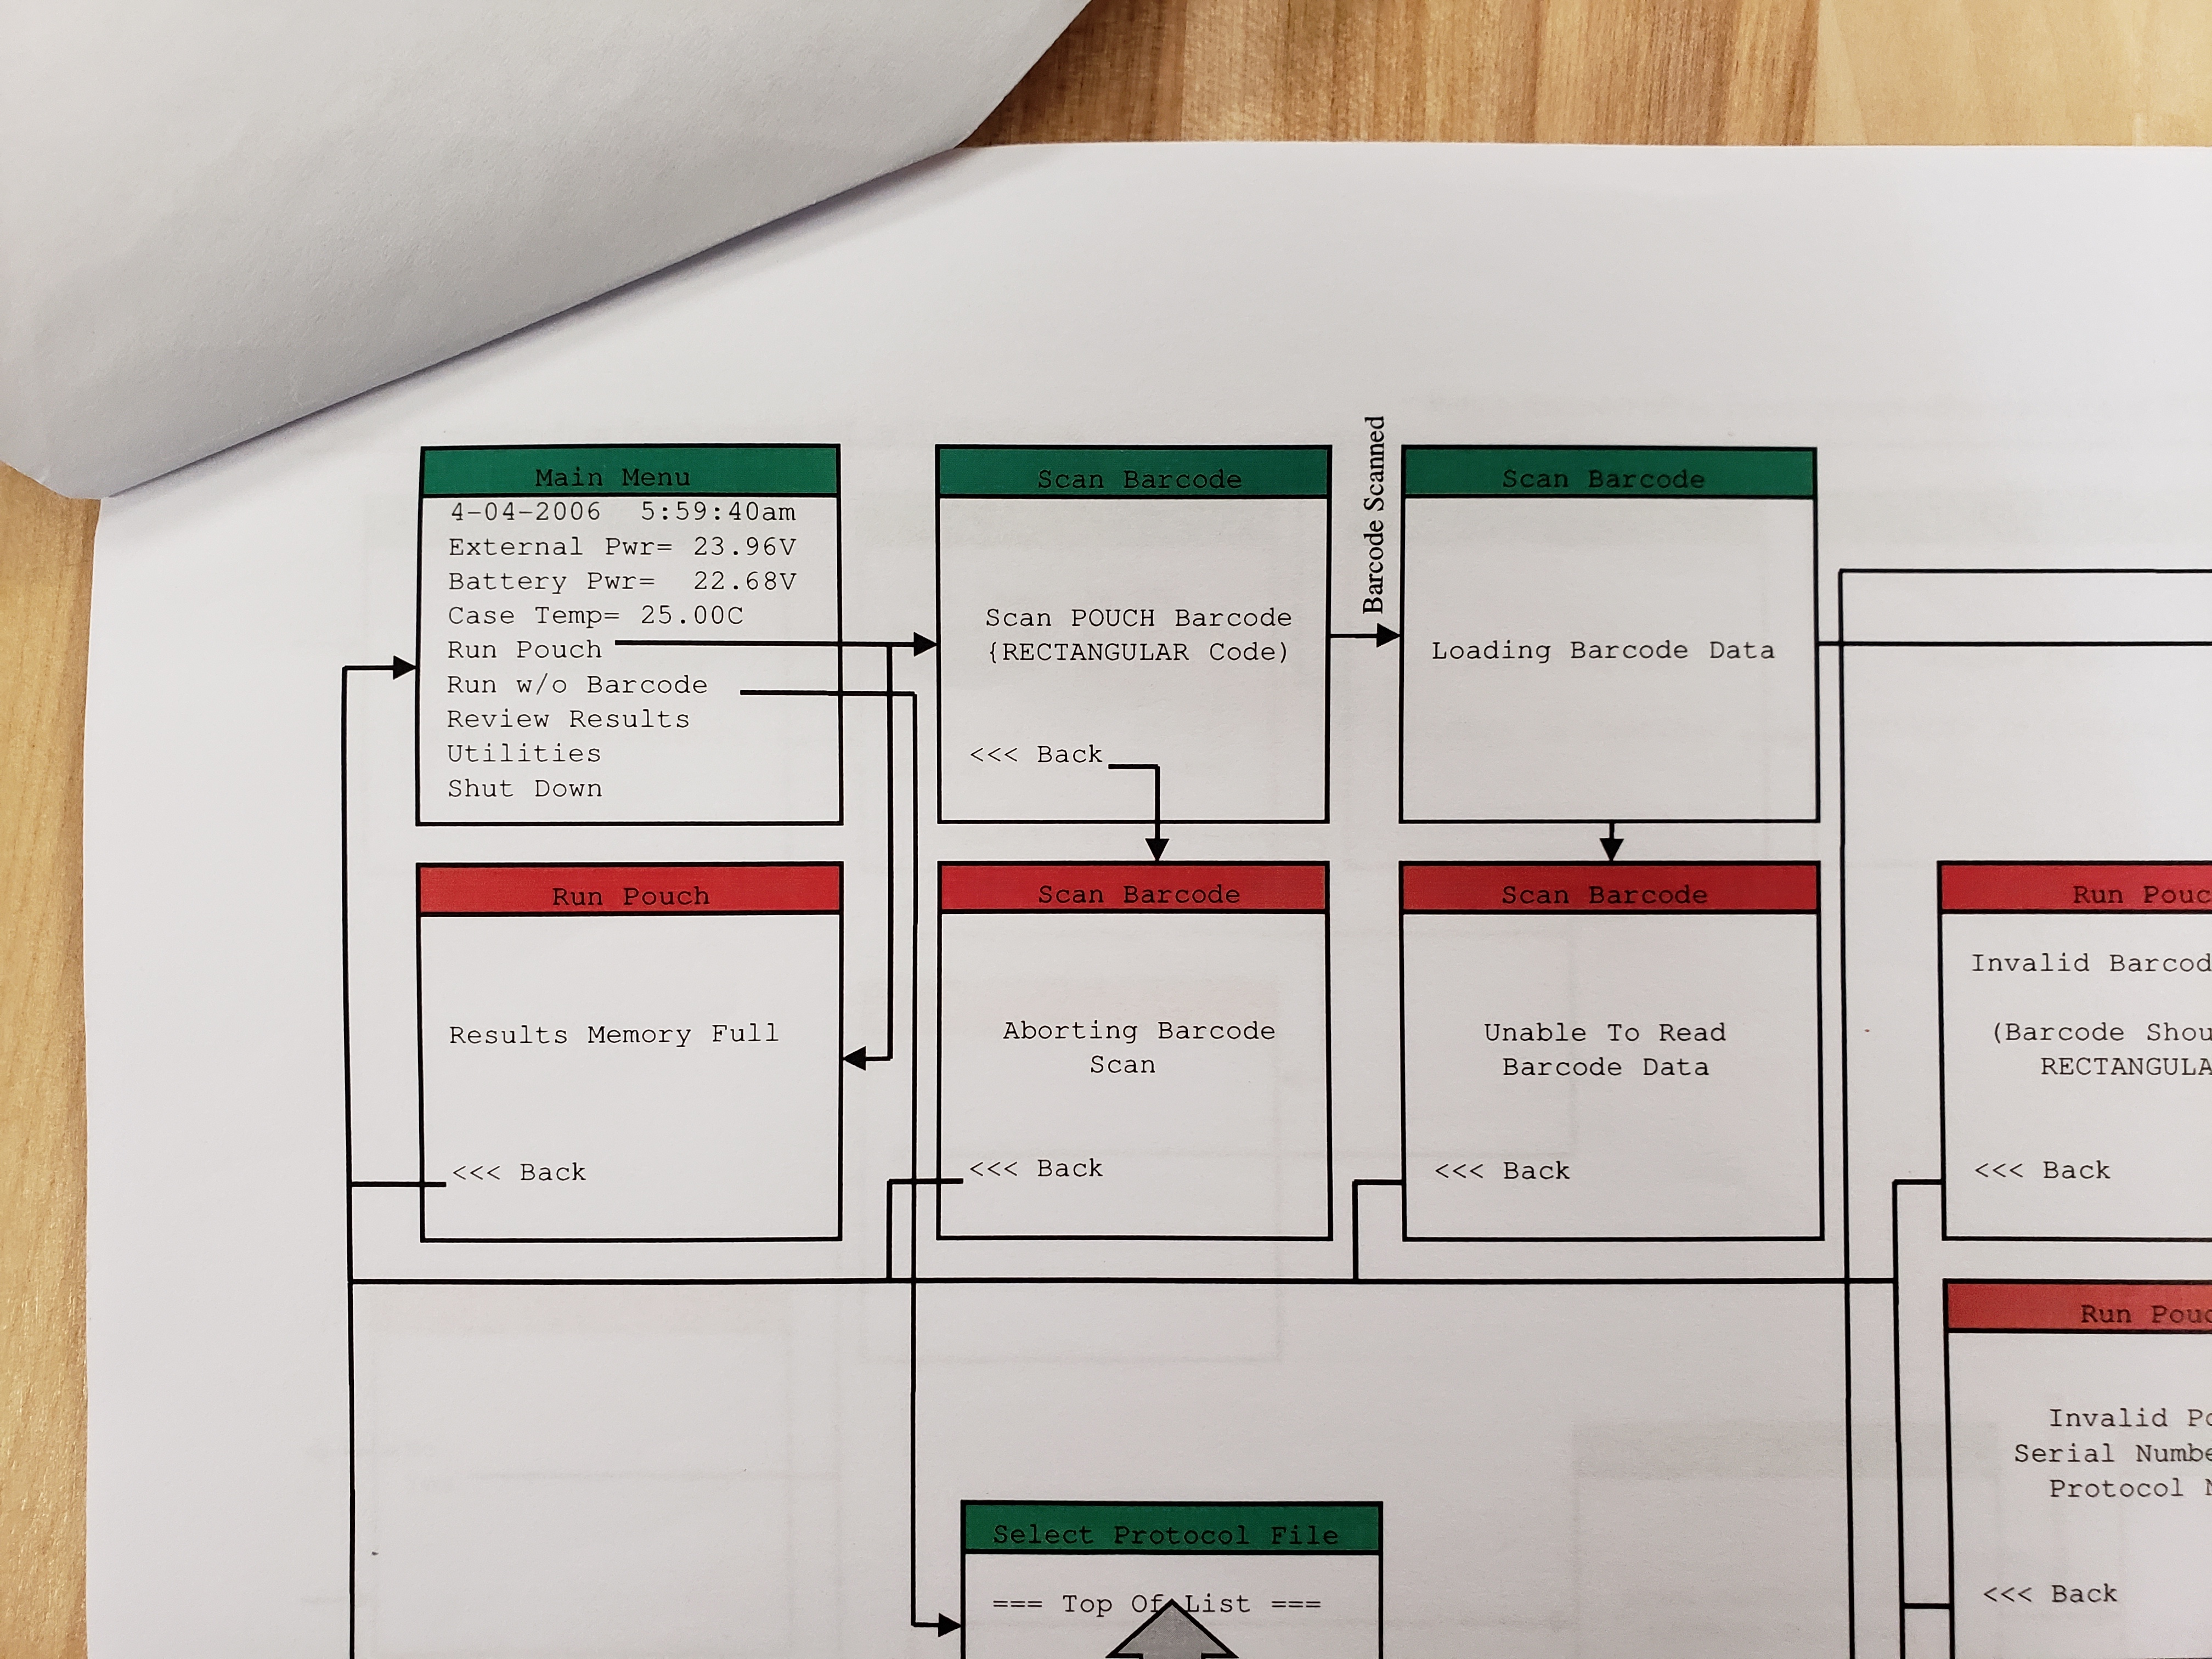 Main Menu
4-04-2006 5:59:40am
External Pwr= 23.96V
Battery Pwr= 22.68V
Case Temp= 25.00C
Run Pouch
Run w/o Barcode
Review Results
Utilities
Shut Down
Scan Barcode
Scan POUCH Barcode
{RECTANGULAR Code)
<<< Back
Barcode Scanned
Scan Barcode
Loading Barcode Data
Run Pouch
Results Memory Full
<<< Back
Scan Barcode
Aborting Barcode
Scan
<<< Back
Scan Barcode
Unable To Read
Barcode Data
<<< Back
Run Pouc
Invalid Barcod
(Barcode Shou
RECTANGULA
<<< Back
Run Pouc
Invalid Po
Serial Numbe
Protocol
<<< Back
Select Protocol File
=== Top Of List ===